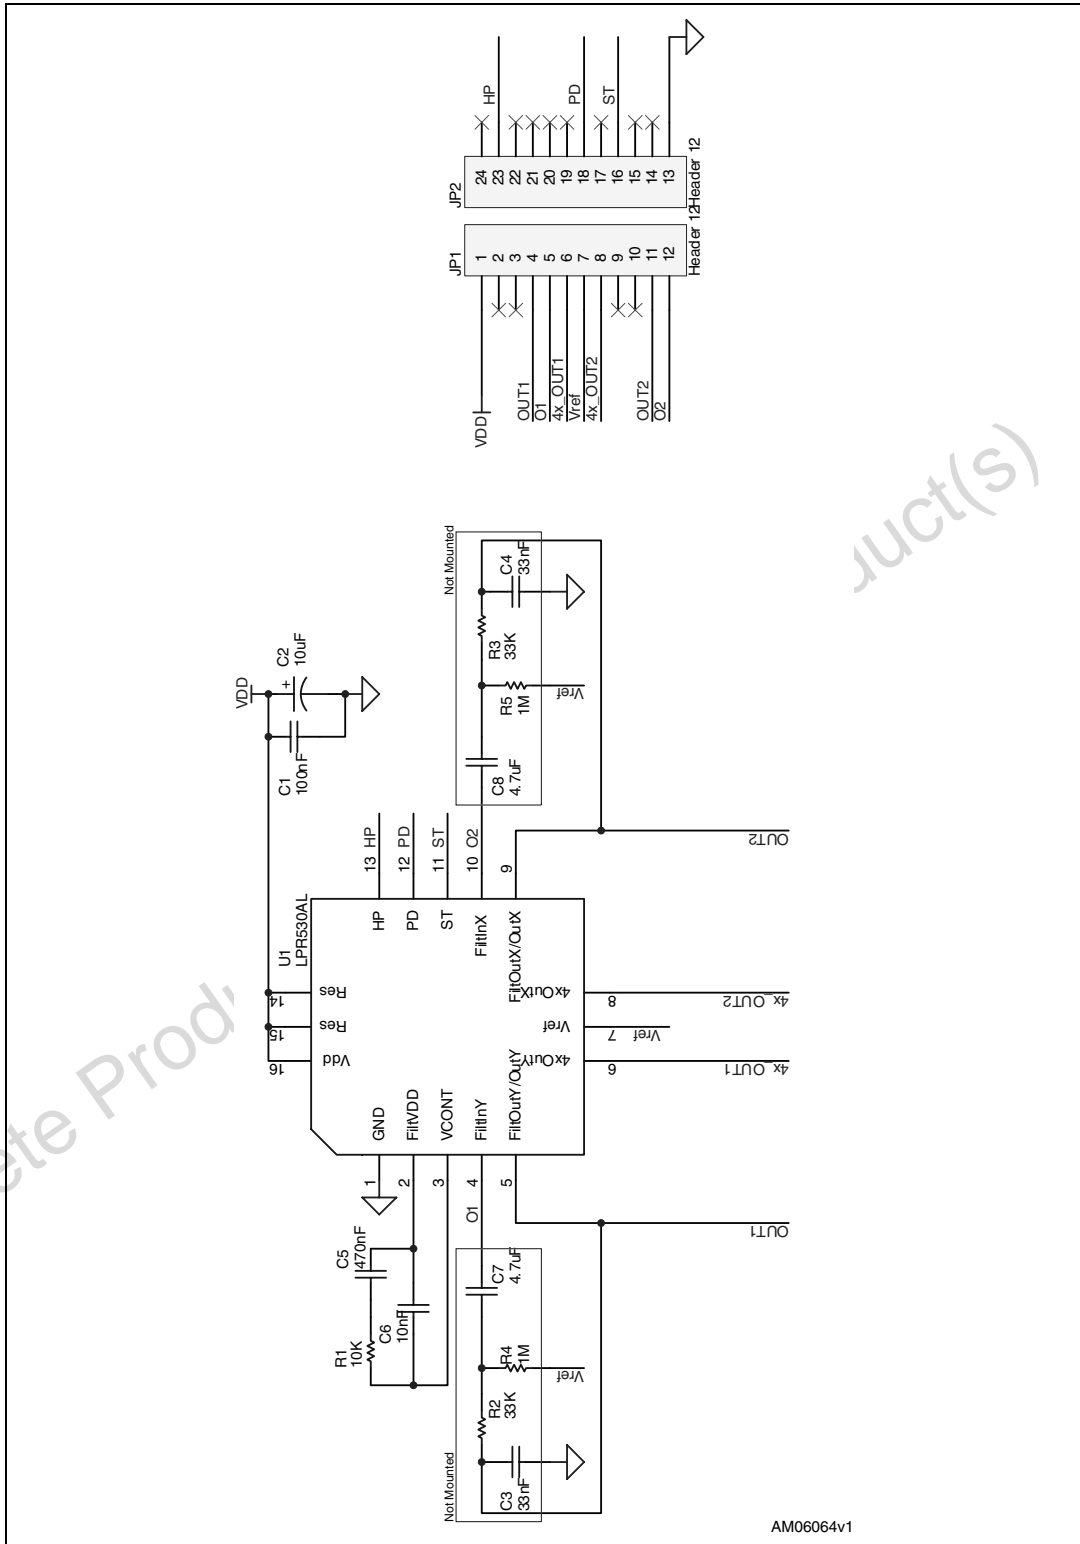 HP
PD
ST
24
23
22
21
20
19
18
17
16
15
14
13
JP2
Header 12
JP1
Header 12
1
2
3
4
5
6
7
8
9
10
11
12
VDD
OUT1
O1
4x_OUT1
Vref
4x_OUT2
OUT2
O2
uct(s)
Not Mounted
C4
33nF
R3
33K
R5
1M
Vref
C8
4.7uF
VDD
C2
10uF
+
C1
100nF
13 HP
12 PD
11 ST
10 O2
9
OUT2
U1
LPR530AL
HP
PD
ST
FiltInX
FiltOutX/OutX
14
Res
15
Res
16
Vdd
4xOutX
8
4x_OUT2
Vref
7
Vref
4xOutY
6
4x_OUT1
GND
FiltVDD
VCONT
FiltInY
FiltOutY/OutY
1
2
3
4
5
O1
OUT1
C5
470nF
R1
10K
C6
10nF
Not Mounted
C7
4.7uF
R4
1M
Vref
R2
33K
C3
33nF
ete Produ
AM06064v1